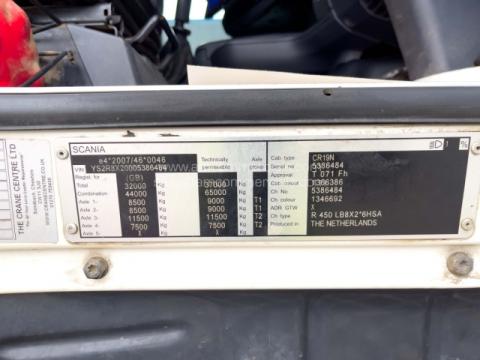 SCANIA
e4*2007/46*0046
VIN YS2R8X20005386484
Regist. for (GB)
Total 32000 Kg
Combination 44000 Kg
Axle 1- 8500 Kg
Axle 2- 8500 Kg
Axle 3- 11500 Kg
Axle 4- 7500 Kg
Axle 5- X Kg
Technically permissible Axle group
65000 Kg
9000 Kg T1
9000 Kg T1
11500 Kg T2
7500 Kg T2
X Kg
Cab. type CR19N
Serial no 5386484
Approval T 071 Fh
Cab. colour
Ch no 5386484
Ch. colour 1346692
ADR. GTW X
Ch type R 450 LB8X2*6HSA
Produced in THE NETHERLANDS
THE CRANE CENTRE LTD